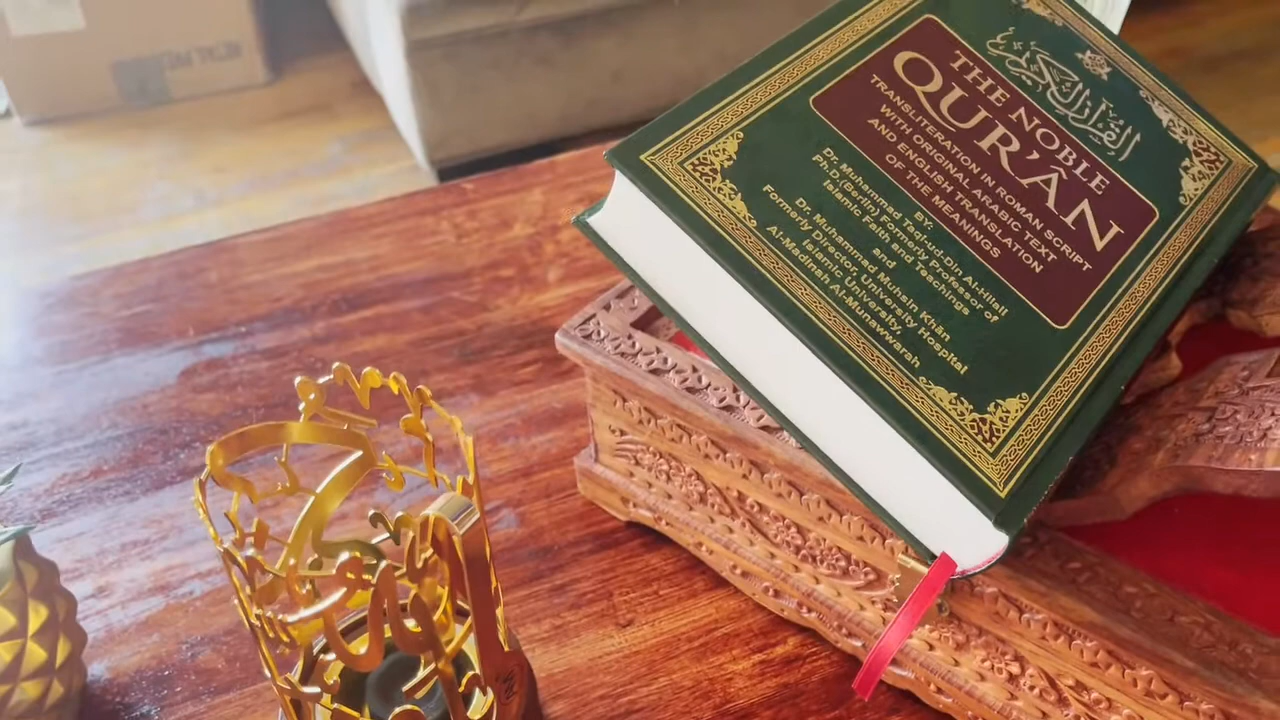 القرآن الكريم
THE NOBLE
QUR'ÂN
TRANSLITERATION IN ROMAN SCRIPT
WITH ORIGINAL ARABIC TEXT
AND ENGLISH TRANSLATION
OF THE MEANINGS
BY:
Dr. Muhammad Taqi-ud-Din Al-Hilali
Ph.D.(Berlin) Formerly Professor of
Islamic Faith and Teachings
and
Dr. Muhammad Muhsin Khân
Formerly Director, University Hospital
Islamic University,
Al-Madinah Al-Munawwarah